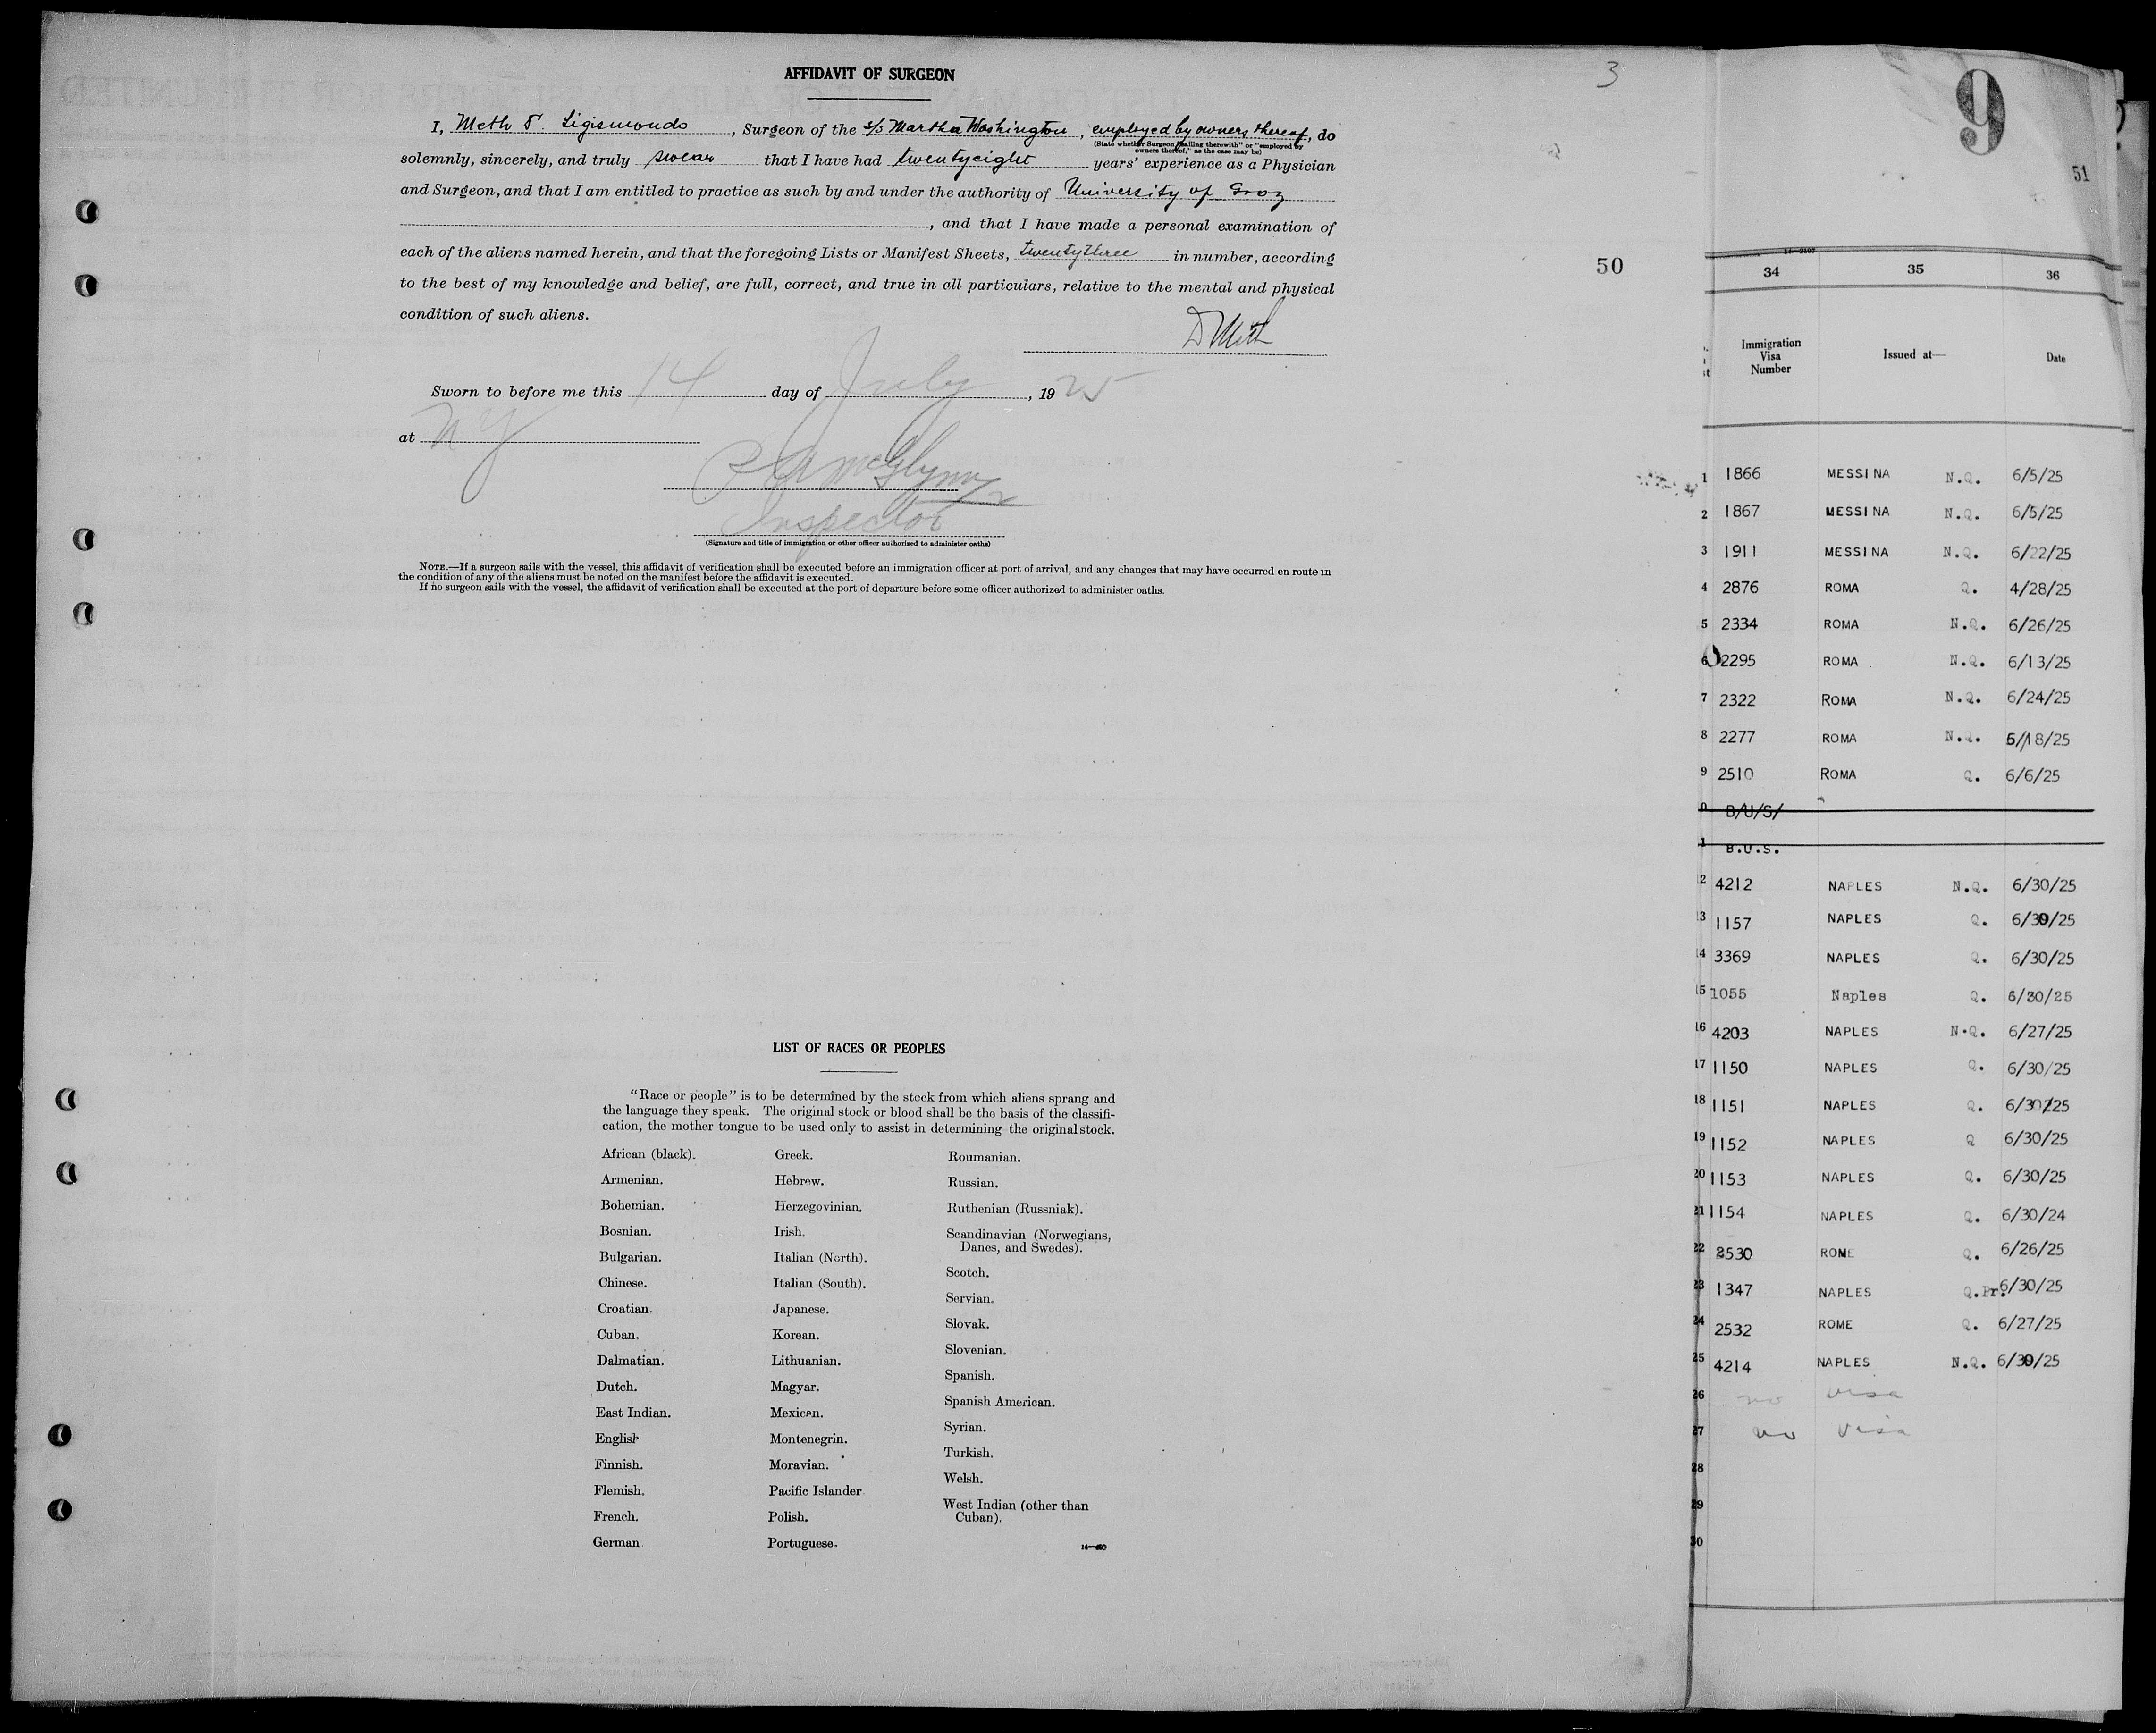 AFFIDAVIT OF SURGEON
3
I, Meth D. Sigismondo, Surgeon of the s/s Martha Washington, employed by owners thereof, do
(State whether Surgeon "sailing therewith" or "employed by
owners thereof," as the case may be)
solemnly, sincerely, and truly swear that I have had twentyeight years' experience as a Physician
and Surgeon, and that I am entitled to practice as such by and under the authority of University of Graz
, and that I have made a personal examination of
each of the aliens named herein, and that the foregoing Lists or Manifest Sheets, twentythree in number, according
to the best of my knowledge and belief, are full, correct, and true in all particulars, relative to the mental and physical
condition of such aliens.
D Meth
50
Sworn to before me this 14 day of July, 1925
at NY
McGlynn
Inspector
(Signature and title of immigration or other officer authorized to administer oaths)
NOTE.—If a surgeon sails with the vessel, this affidavit of verification shall be executed before an immigration officer at port of arrival, and any changes that may have occurred en route in
the condition of any of the aliens must be noted on the manifest before the affidavit is executed.
If no surgeon sails with the vessel, the affidavit of verification shall be executed at the port of departure before some officer authorized to administer oaths.
LIST OF RACES OR PEOPLES
"Race or people" is to be determined by the stock from which aliens sprang and
the language they speak. The original stock or blood shall be the basis of the classifi-
cation, the mother tongue to be used only to assist in determining the original stock.
African (black).
Armenian.
Bohemian.
Bosnian.
Bulgarian.
Chinese.
Croatian.
Cuban.
Dalmatian.
Dutch.
East Indian.
English
Finnish.
Flemish.
French.
German
Greek.
Hebrew.
Herzegovinian.
Irish.
Italian (North).
Italian (South).
Japanese.
Korean.
Lithuanian.
Magyar.
Mexican.
Montenegrin.
Moravian.
Pacific Islander
Polish.
Portuguese.
Roumanian.
Russian.
Ruthenian (Russniak).
Scandinavian (Norwegians,
Danes, and Swedes).
Scotch.
Servian.
Slovak.
Slovenian.
Spanish.
Spanish American.
Syrian.
Turkish.
Welsh.
West Indian (other than
Cuban).
9
51
34 35 36
Immigration
Visa
Number
Issued at—
Date
1 1866 MESSINA N.Q. 6/5/25
2 1867 MESSINA N.Q. 6/5/25
3 1911 MESSINA N.Q. 6/22/25
4 2876 ROMA Q. 4/28/25
5 2334 ROMA N.Q. 6/26/25
6 2295 ROMA N.Q. 6/13/25
7 2322 ROMA N.Q. 6/24/25
8 2277 ROMA N.Q. 5/18/25
9 2510 ROMA Q. 6/6/25
0 B/U/S/
1 B.U.S.
12 4212 NAPLES N.Q. 6/30/25
13 1157 NAPLES Q. 6/30/25
14 3369 NAPLES Q. 6/30/25
15 1055 Naples Q. 6/30/25
16 4203 NAPLES N.Q. 6/27/25
17 1150 NAPLES Q. 6/30/25
18 1151 NAPLES Q. 6/30/25
19 1152 NAPLES Q 6/30/25
20 1153 NAPLES Q. 6/30/25
21 1154 NAPLES Q. 6/30/24
22 2530 ROME Q. 6/26/25
23 1347 NAPLES Q.Pr. 6/30/25
24 2532 ROME Q. 6/27/25
25 4214 NAPLES N.Q. 6/30/25
26 no visa
27 no visa
28
29
30